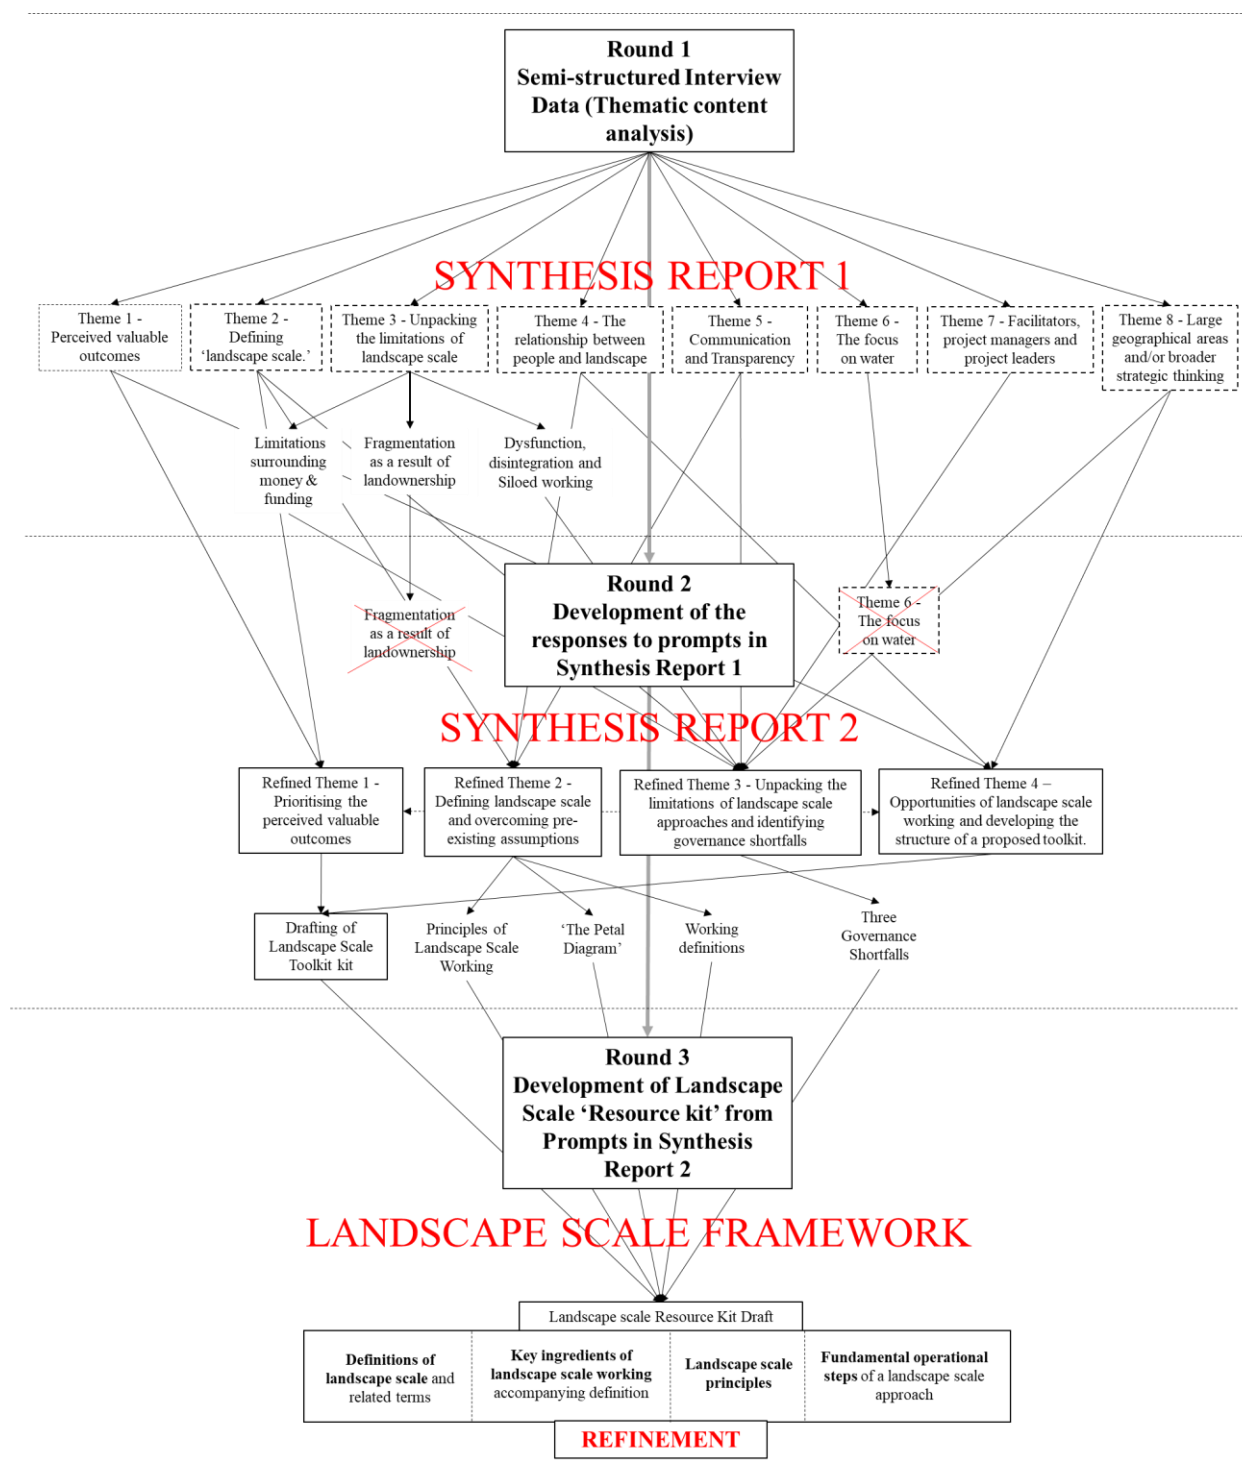 Round 1
Semi-structured Interview
Data (Thematic content
analysis)
SYNTHESIS REPORT 1
Theme 1 -
Perceived valuable
outcomes
Theme 2 -
Defining
‘landscape scale.’
Theme 3 - Unpacking
the limitations of
landscape scale
Theme 4 - The
relationship between
people and landscape
Theme 5 -
Communication
and Transparency
Theme 6 -
The focus
on water
Theme 7 - Facilitators,
project managers and
project leaders
Theme 8 - Large
geographical areas
and/or broader
strategic thinking
Limitations
surrounding
money &
funding
Fragmentation
as a result of
landownership
Dysfunction,
disintegration and
Siloed working
Round 2
Development of the
responses to prompts in
Synthesis Report 1
Fragmentation
as a result of
landownership
Theme 6 -
The focus
on water
SYNTHESIS REPORT 2
Refined Theme 1 -
Prioritising the
perceived valuable
outcomes
Refined Theme 2 -
Defining landscape scale
and overcoming pre-
existing assumptions
Refined Theme 3 - Unpacking the
limitations of landscape scale
approaches and identifying
governance shortfalls
Refined Theme 4 –
Opportunities of landscape scale
working and developing the
structure of a proposed toolkit.
Drafting of
Landscape Scale
Toolkit kit
Principles of
Landscape Scale
Working
‘The Petal
Diagram’
Working
definitions
Three
Governance
Shortfalls
Round 3
Development of Landscape
Scale ‘Resource kit’ from
Prompts in Synthesis
Report 2
LANDSCAPE SCALE FRAMEWORK
Landscape scale Resource Kit Draft
Definitions of
landscape scale and
related terms
Key ingredients of
landscape scale working
accompanying definition
Landscape scale
principles
Fundamental operational
steps of a landscape scale
approach
REFINEMENT